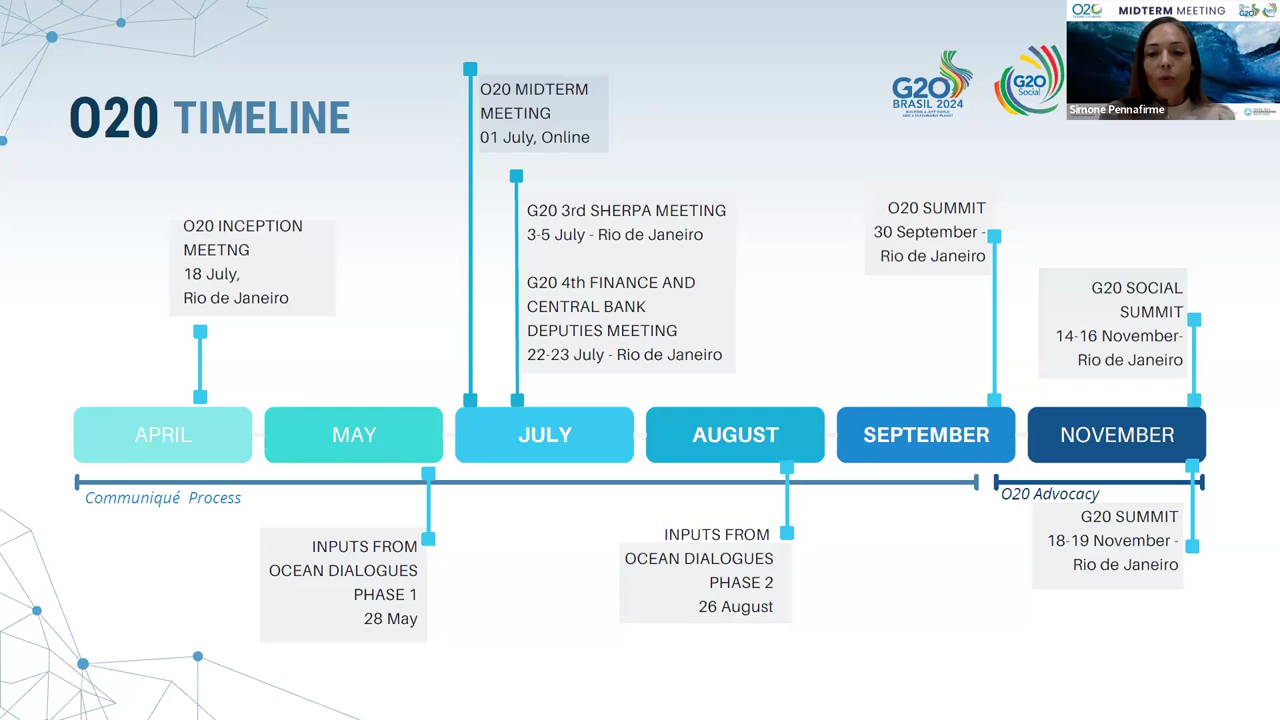 O20 TIMELINE
O20 MIDTERM
MEETING
01 July, Online
G20
BRASIL 2024
G20
Social
O20
MIDTERM MEETING
G20
Simone Pennafirme
O20 INCEPTION
MEETNG
18 July,
Rio de Janeiro
G20 3rd SHERPA MEETING
3-5 July - Rio de Janeiro
G20 4th FINANCE AND
CENTRAL BANK
DEPUTIES MEETING
22-23 July - Rio de Janeiro
O20 SUMMIT
30 September -
Rio de Janeiro
G20 SOCIAL
SUMMIT
14-16 November-
Rio de Janeiro
APRIL
MAY
JULY
AUGUST
SEPTEMBER
NOVEMBER
Communiqué Process
O20 Advocacy
INPUTS FROM
OCEAN DIALOGUES
PHASE 1
28 May
INPUTS FROM
OCEAN DIALOGUES
PHASE 2
26 August
G20 SUMMIT
18-19 November -
Rio de Janeiro